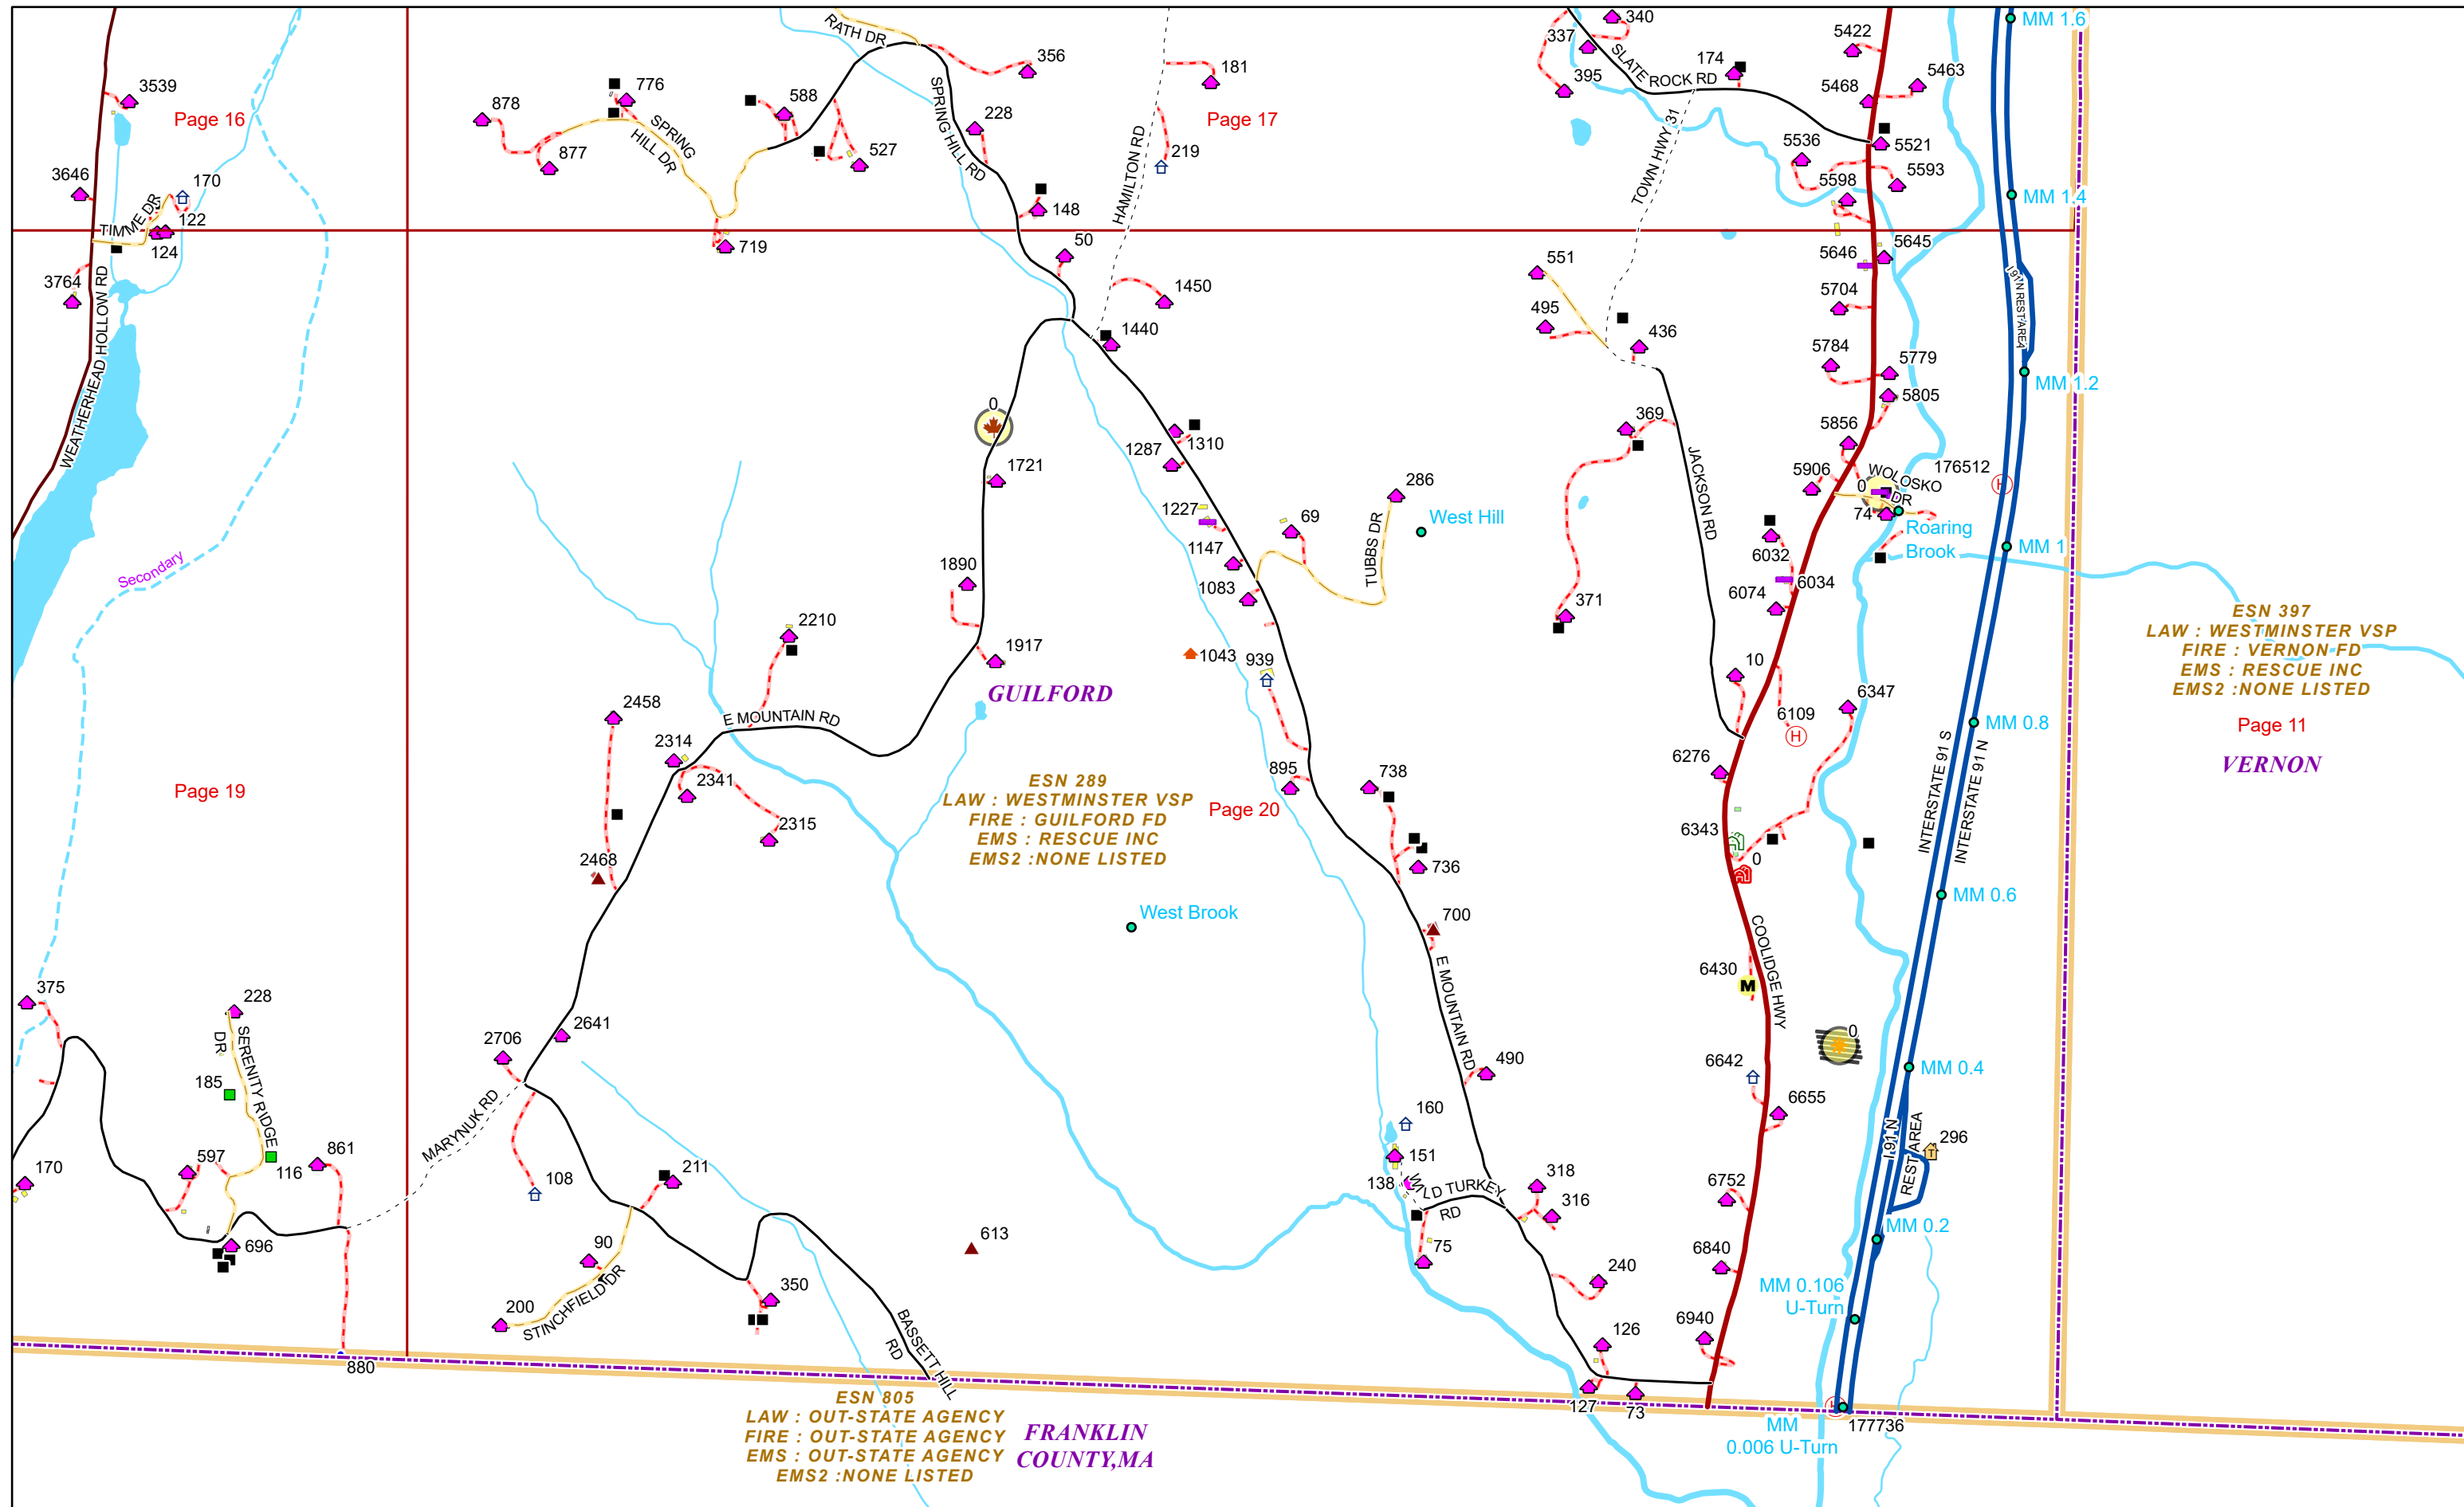 RATH DR
356
181
340
337
SLATE ROCK RD
174
395
5422
5468
5463
MM 1.6
3539
Page 16
878
776
SPRING
HILL DR
877
588
527
SPRING HILL RD
228
HAMILTON RD
Page 17
219
TOWN HWY 31
5536
5521
5593
5598
MM 1.4
3646
170
TIMME DR
122
124
148
719
50
551
5646
5645
I 91 N REST AREA
3764
WEATHERHEAD HOLLOW RD
1450
1440
495
436
5704
5784
5779
MM 1.2
5805
0
1287
1310
369
JACKSON RD
5856
1721
286
5906
WOLOSKO
DR
176512
0
1227
69
TUBBS DR
West Hill
74
Roaring
Brook
MM 1
1147
1083
6032
6034
6074
Secondary
1890
371
2210
1917
1043
939
10
ESN 397
LAW : WESTMINSTER VSP
FIRE : VERNON FD
EMS : RESCUE INC
EMS2 :NONE LISTED
Page 11
VERNON
GUILFORD
2458
E MOUNTAIN RD
6109
H
6347
MM 0.8
2314
2341
6276
INTERSTATE 91 S
INTERSTATE 91 N
Page 19
ESN 289
LAW : WESTMINSTER VSP
FIRE : GUILFORD FD
EMS : RESCUE INC
EMS2 :NONE LISTED
895
738
Page 20
2315
6343
0
2468
736
MM 0.6
West Brook
700
COOLIDGE HWY
E MOUNTAIN RD
6430
M
375
228
SERENITY RIDGE
DR
2706
2641
0
490
6642
MM 0.4
185
MARYNUK RD
6655
160
151
I 91 N
REST AREA
296
T
170
597
116
861
108
211
138
WILD TURKEY
RD
318
316
6752
696
613
MM 0.2
90
75
6840
240
350
MM 0.106
U-Turn
200
STINCHFIELD DR
BASSETT HILL
RD
6940
126
880
ESN 805
LAW : OUT-STATE AGENCY
FIRE : OUT-STATE AGENCY
EMS : OUT-STATE AGENCY
EMS2 :NONE LISTED
FRANKLIN
COUNTY,MA
127
73
MM
0.006 U-Turn
177736